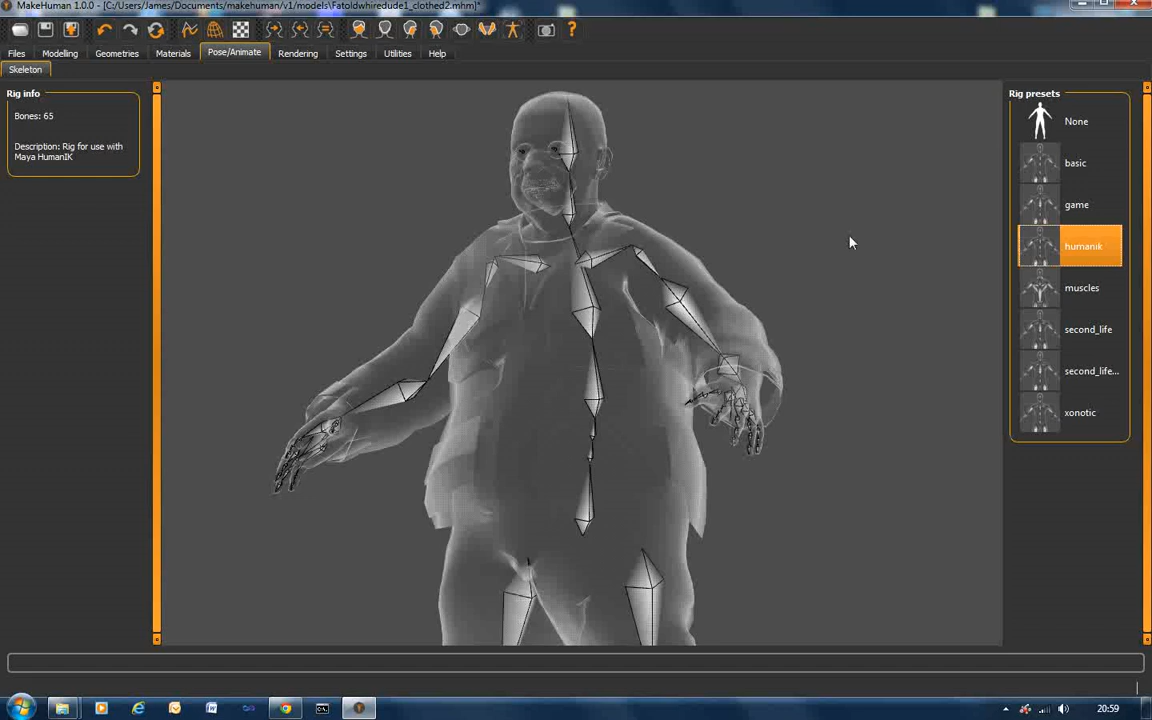 MakeHuman 1.0.0 - [C:/Users/James/Documents/makehuman/v1/models\Fatoldwhiredude1_clothed2.mhm]*
Files Modelling Geometries Materials Pose/Animate Rendering Settings Utilities Help
Skeleton
Rig info
Bones: 65
Description: Rig for use with
Maya HumanIK
Rig presets
None
basic
game
humanik
muscles
second_life
second_life...
xonotic
20:59